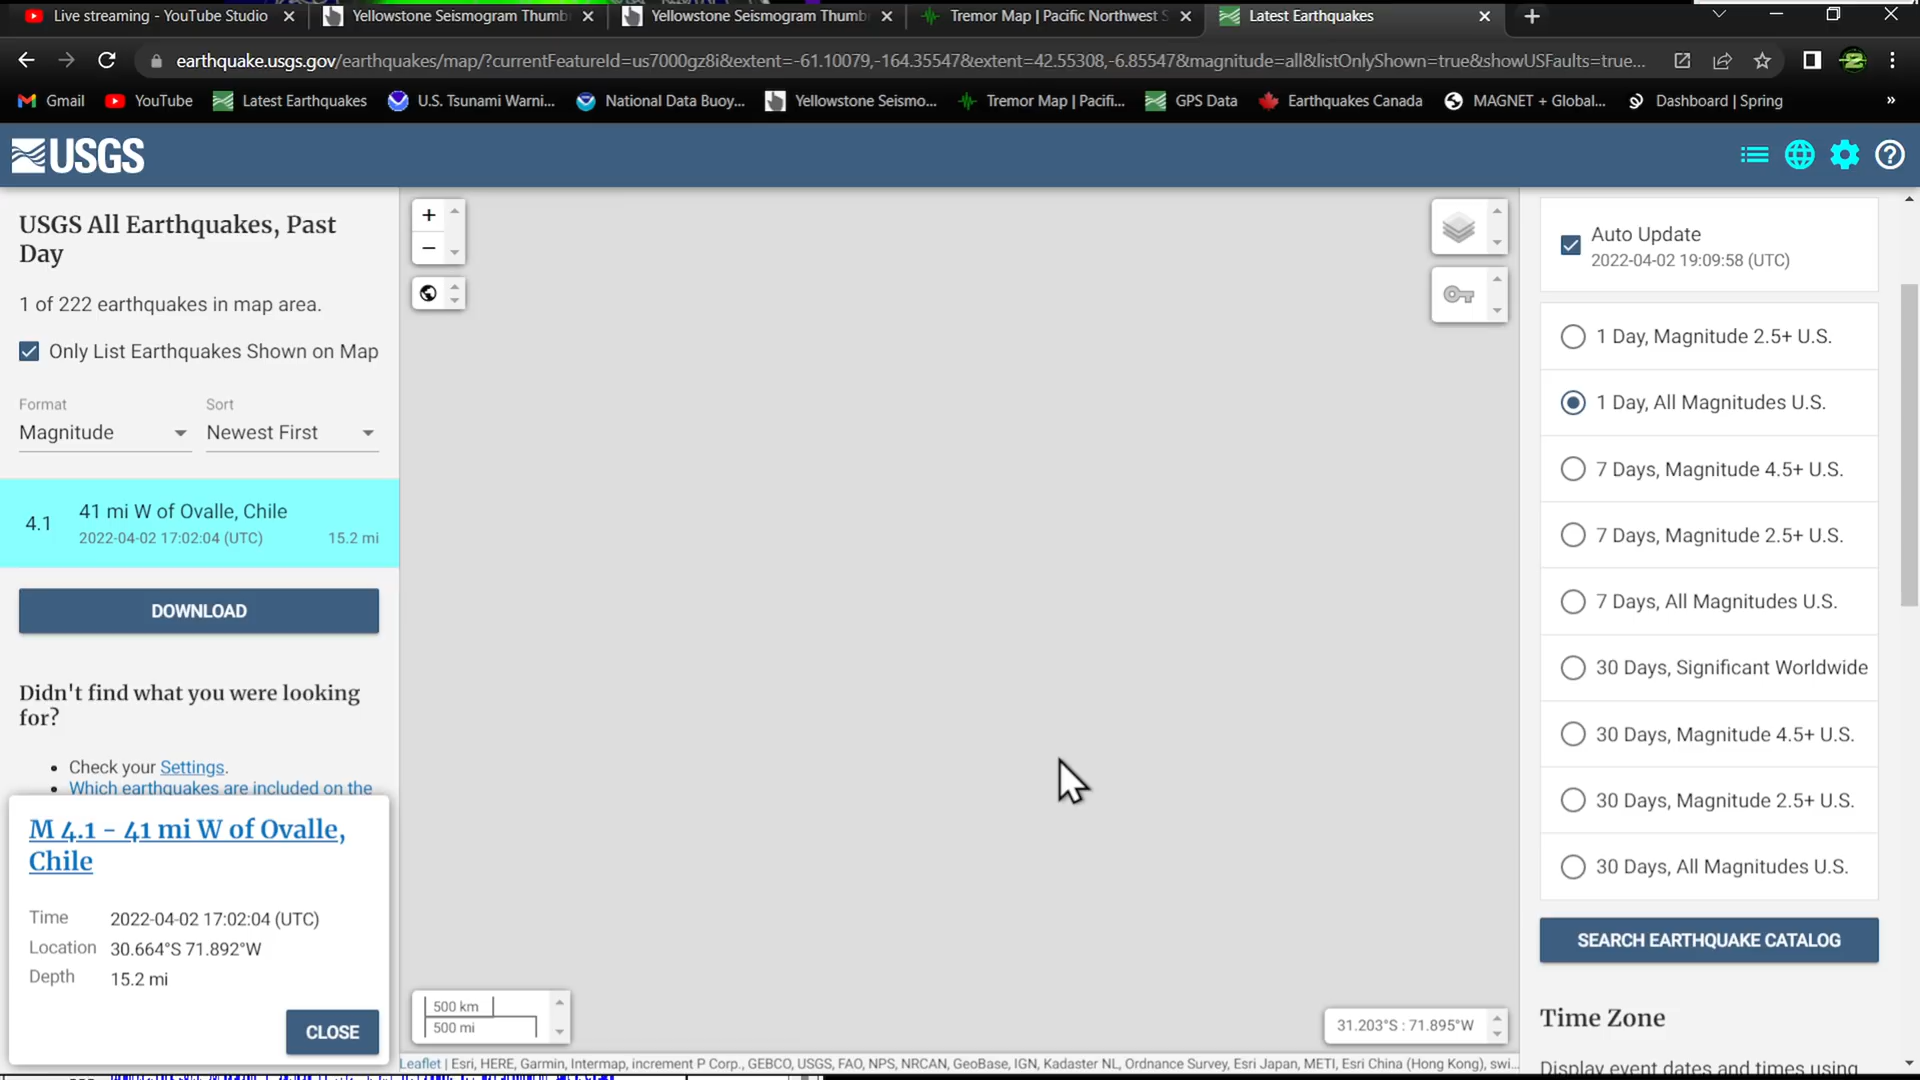 Live streaming - YouTube Studio
Yellowstone Seismogram Thumb
Yellowstone Seismogram Thumb
Tremor Map | Pacific Northwest S
Latest Earthquakes
earthquake.usgs.gov/earthquakes/map/?currentFeatureId=us7000gz8i&extent=-61.10079,-164.35547&extent=42.55308,-6.85547&magnitude=all&listOnlyShown=true&showUSFaults=true...
Gmail
YouTube
Latest Earthquakes
U.S. Tsunami Warni...
National Data Buoy...
Yellowstone Seismo...
Tremor Map | Pacifi...
GPS Data
Earthquakes Canada
MAGNET + Global...
Dashboard | Spring
»
USGS
USGS All Earthquakes, Past
Day
1 of 222 earthquakes in map area.
Only List Earthquakes Shown on Map
Format
Sort
Magnitude
Newest First
4.1
41 mi W of Ovalle, Chile
2022-04-02 17:02:04 (UTC)
15.2 mi
DOWNLOAD
Didn't find what you were looking
for?
Check your Settings.
Which earthquakes are included on the
M 4.1 - 41 mi W of Ovalle,
Chile
Time 2022-04-02 17:02:04 (UTC)
Location 30.664°S 71.892°W
Depth 15.2 mi
CLOSE
+
−
500 km
500 mi
31.203°S : 71.895°W
Leaflet | Esri, HERE, Garmin, Intermap, increment P Corp., GEBCO, USGS, FAO, NPS, NRCAN, GeoBase, IGN, Kadaster NL, Ordnance Survey, Esri Japan, METI, Esri China (Hong Kong), swi...
Auto Update
2022-04-02 19:09:58 (UTC)
1 Day, Magnitude 2.5+ U.S.
1 Day, All Magnitudes U.S.
7 Days, Magnitude 4.5+ U.S.
7 Days, Magnitude 2.5+ U.S.
7 Days, All Magnitudes U.S.
30 Days, Significant Worldwide
30 Days, Magnitude 4.5+ U.S.
30 Days, Magnitude 2.5+ U.S.
30 Days, All Magnitudes U.S.
SEARCH EARTHQUAKE CATALOG
Time Zone
Display event dates and times using